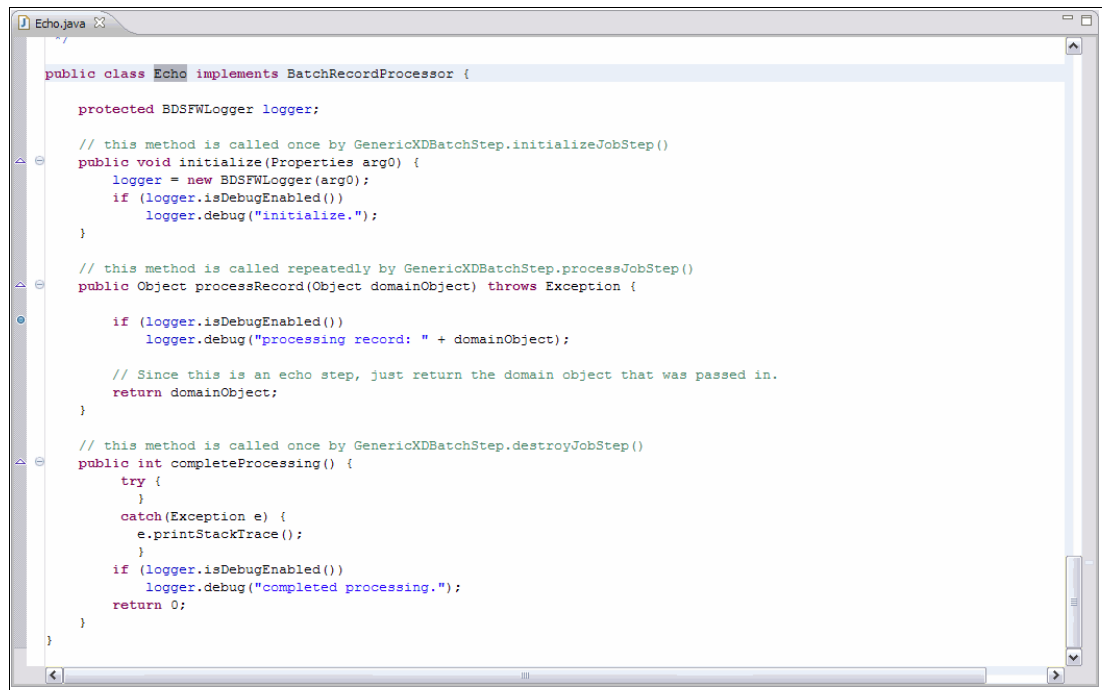 Echo.java
*/
public class Echo implements BatchRecordProcessor {
protected BDSFWLogger logger;
// this method is called once by GenericXDBatchStep.initializeJobStep()
public void initialize(Properties arg0) {
logger = new BDSFWLogger(arg0);
if (logger.isDebugEnabled())
logger.debug("initialize.");
}
// this method is called repeatedly by GenericXDBatchStep.processJobStep()
public Object processRecord(Object domainObject) throws Exception {
if (logger.isDebugEnabled())
logger.debug("processing record: " + domainObject);
// Since this is an echo step, just return the domain object that was passed in.
return domainObject;
}
// this method is called once by GenericXDBatchStep.destroyJobStep()
public int completeProcessing() {
try {
}
catch(Exception e) {
e.printStackTrace();
}
if (logger.isDebugEnabled())
logger.debug("completed processing.");
return 0;
}
}